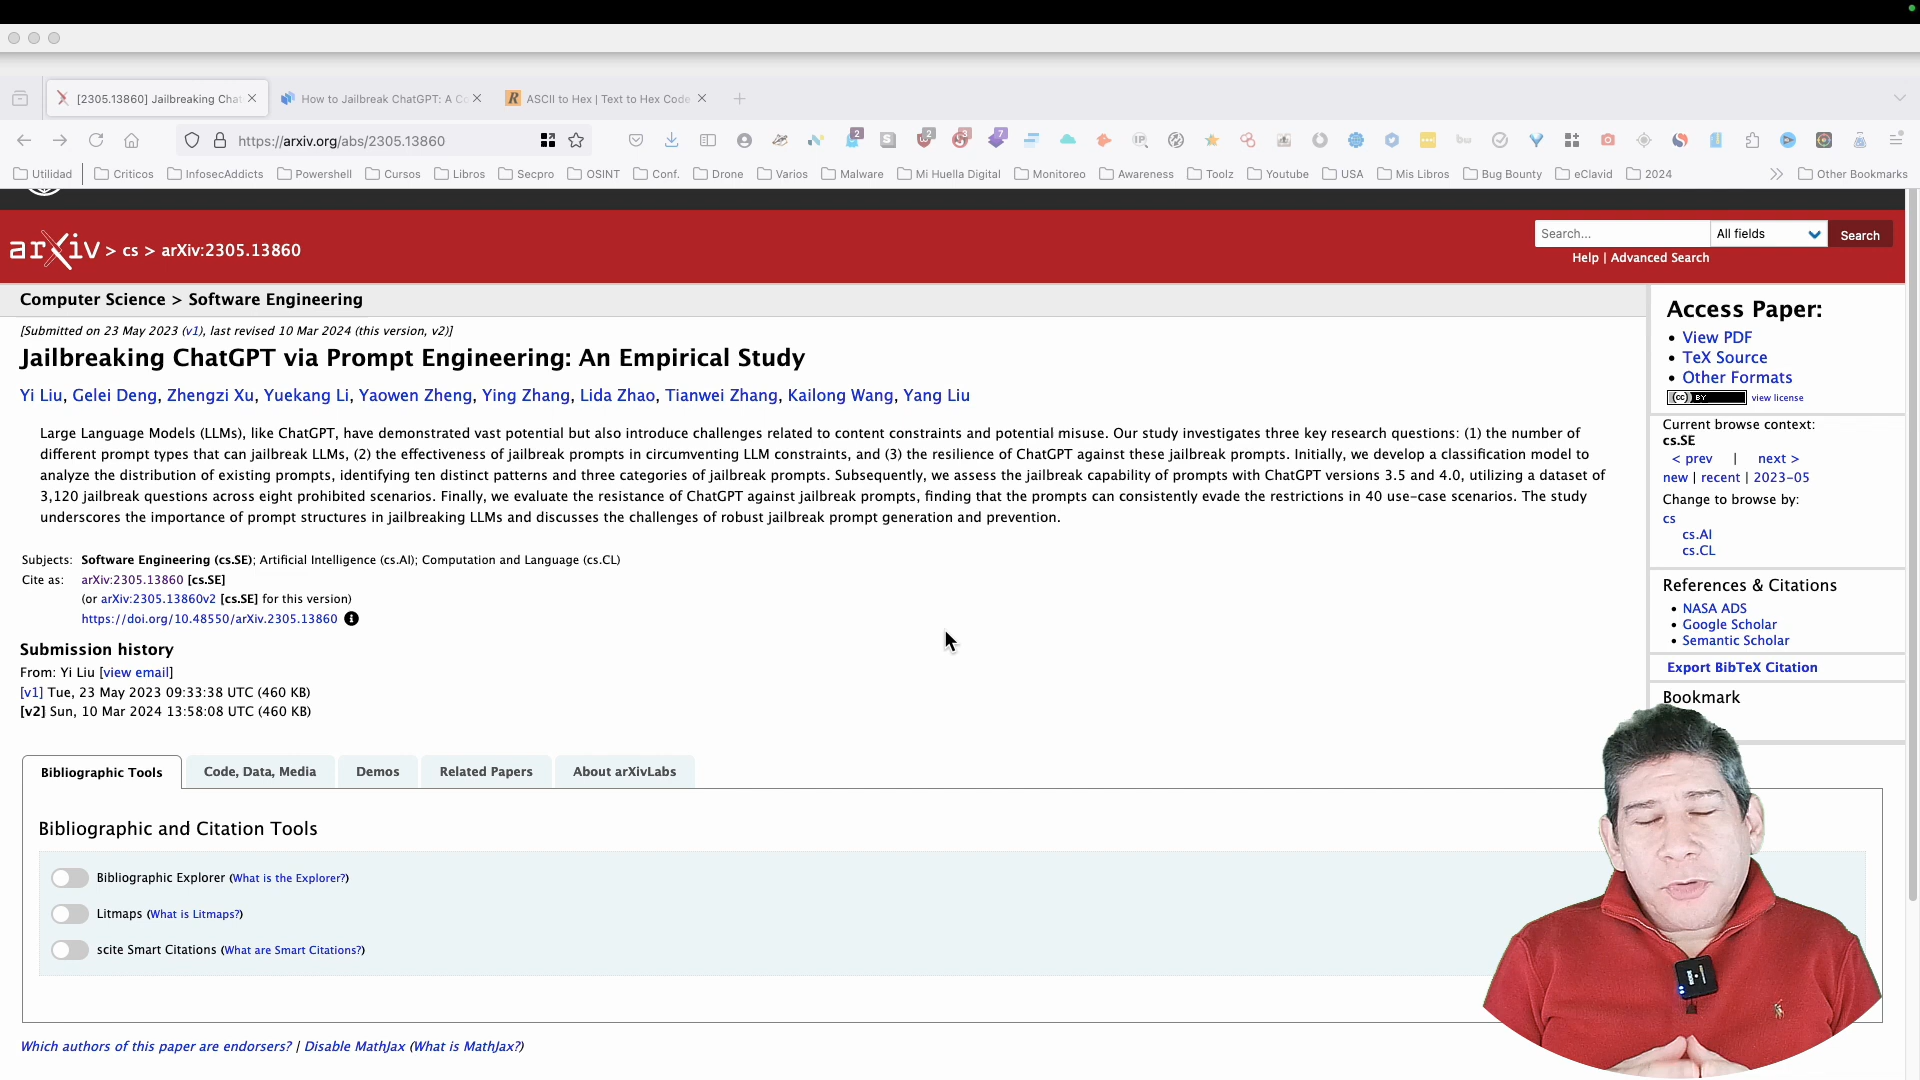 [2305.13860] Jailbreaking Chat
How to Jailbreak ChatGPT: A Co
ASCII to Hex | Text to Hex Code
https://arxiv.org/abs/2305.13860
2
2
3
7
IP
Utilidad
Criticos
InfosecAddicts
Powershell
Cursos
Libros
Secpro
OSINT
Conf.
Drone
Varios
Malware
Mi Huella Digital
Monitoreo
Awareness
Toolz
Youtube
USA
Mis Libros
Bug Bounty
eClavid
2024
Other Bookmarks
arXiv > cs > arXiv:2305.13860
Search...
All fields
Search
Help | Advanced Search
Computer Science > Software Engineering
[Submitted on 23 May 2023 (v1), last revised 10 Mar 2024 (this version, v2)]
Jailbreaking ChatGPT via Prompt Engineering: An Empirical Study
Yi Liu, Gelei Deng, Zhengzi Xu, Yuekang Li, Yaowen Zheng, Ying Zhang, Lida Zhao, Tianwei Zhang, Kailong Wang, Yang Liu
Large Language Models (LLMs), like ChatGPT, have demonstrated vast potential but also introduce challenges related to content constraints and potential misuse. Our study investigates three key research questions: (1) the number of
different prompt types that can jailbreak LLMs, (2) the effectiveness of jailbreak prompts in circumventing LLM constraints, and (3) the resilience of ChatGPT against these jailbreak prompts. Initially, we develop a classification model to
analyze the distribution of existing prompts, identifying ten distinct patterns and three categories of jailbreak prompts. Subsequently, we assess the jailbreak capability of prompts with ChatGPT versions 3.5 and 4.0, utilizing a dataset of
3,120 jailbreak questions across eight prohibited scenarios. Finally, we evaluate the resistance of ChatGPT against jailbreak prompts, finding that the prompts can consistently evade the restrictions in 40 use-case scenarios. The study
underscores the importance of prompt structures in jailbreaking LLMs and discusses the challenges of robust jailbreak prompt generation and prevention.
Subjects: Software Engineering (cs.SE); Artificial Intelligence (cs.AI); Computation and Language (cs.CL)
Cite as: arXiv:2305.13860 [cs.SE]
(or arXiv:2305.13860v2 [cs.SE] for this version)
https://doi.org/10.48550/arXiv.2305.13860
Submission history
From: Yi Liu [view email]
[v1] Tue, 23 May 2023 09:33:38 UTC (460 KB)
[v2] Sun, 10 Mar 2024 13:58:08 UTC (460 KB)
Bibliographic Tools
Code, Data, Media
Demos
Related Papers
About arXivLabs
Bibliographic and Citation Tools
Bibliographic Explorer (What is the Explorer?)
Litmaps (What is Litmaps?)
scite Smart Citations (What are Smart Citations?)
Which authors of this paper are endorsers? | Disable MathJax (What is MathJax?)
Access Paper:
View PDF
TeX Source
Other Formats
(cc) BY view license
Current browse context:
cs.SE
< prev | next >
new | recent | 2023-05
Change to browse by:
cs
cs.AI
cs.CL
References & Citations
NASA ADS
Google Scholar
Semantic Scholar
Export BibTeX Citation
Bookmark